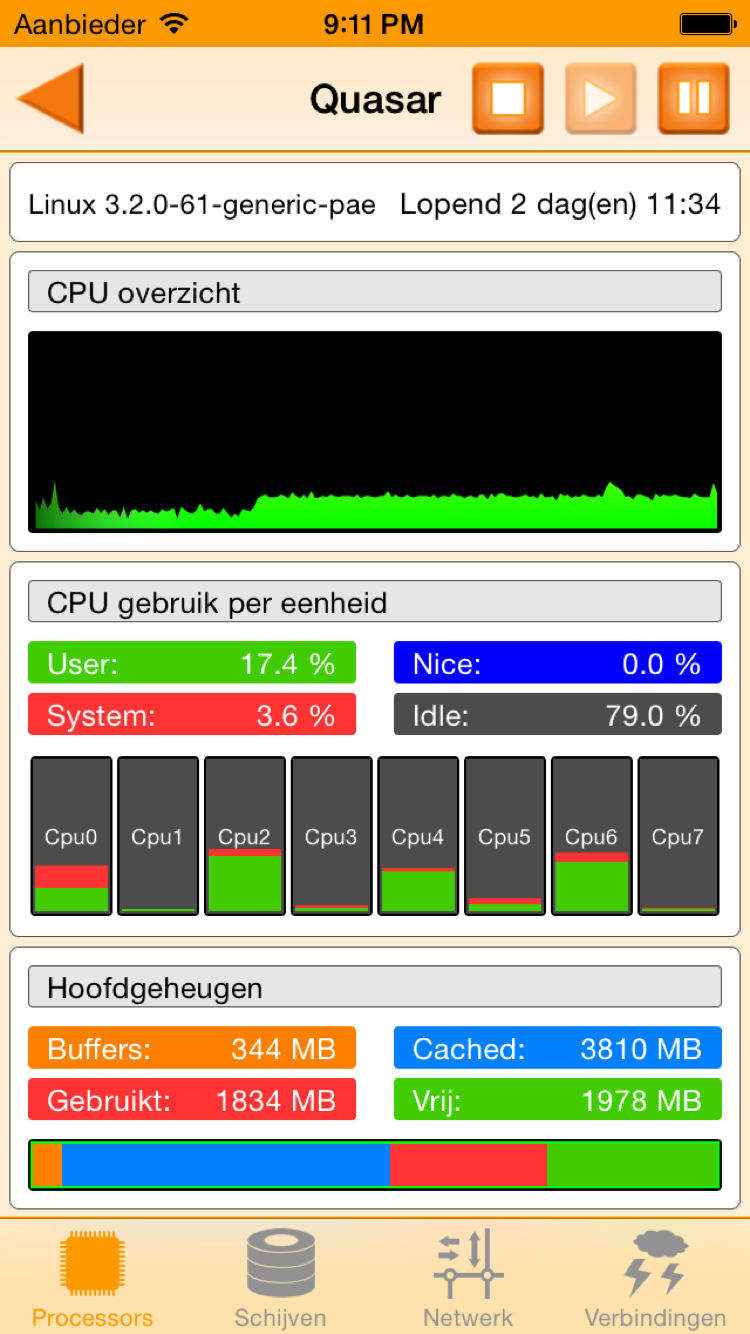 Aanbieder 9:11 PM
Quasar
Linux 3.2.0-61-generic-pae Lopend 2 dag(en) 11:34
CPU overzicht
CPU gebruik per eenheid
User: 17.4 % Nice: 0.0 %
System: 3.6 % Idle: 79.0 %
Cpu0 Cpu1 Cpu2 Cpu3 Cpu4 Cpu5 Cpu6 Cpu7
Hoofdgeheugen
Buffers: 344 MB Cached: 3810 MB
Gebruikt: 1834 MB Vrij: 1978 MB
Processors Schijven Netwerk Verbindingen